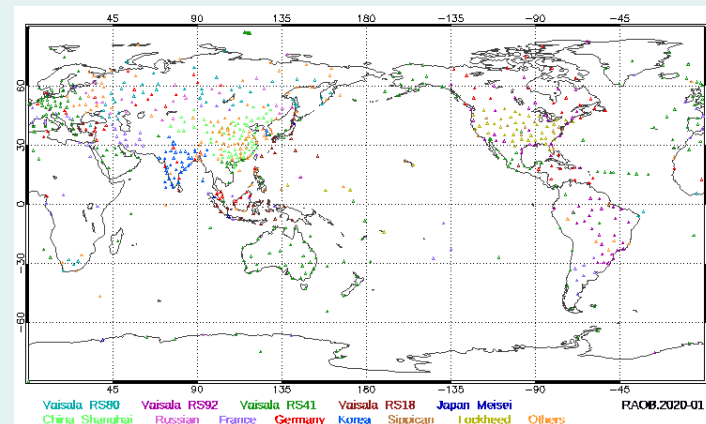 45 90 135 180 -135 -90 -45
60
30
0
-30
-60
45 90 135 180 -135 -90 -45
Vaisala RS80 Vaisala RS92 Vaisala RS41 Vaisala RS18 Japan Meisei RAOB.2020-01
China Shanghai Russian France Germany Korea Sippican Lockheed Others